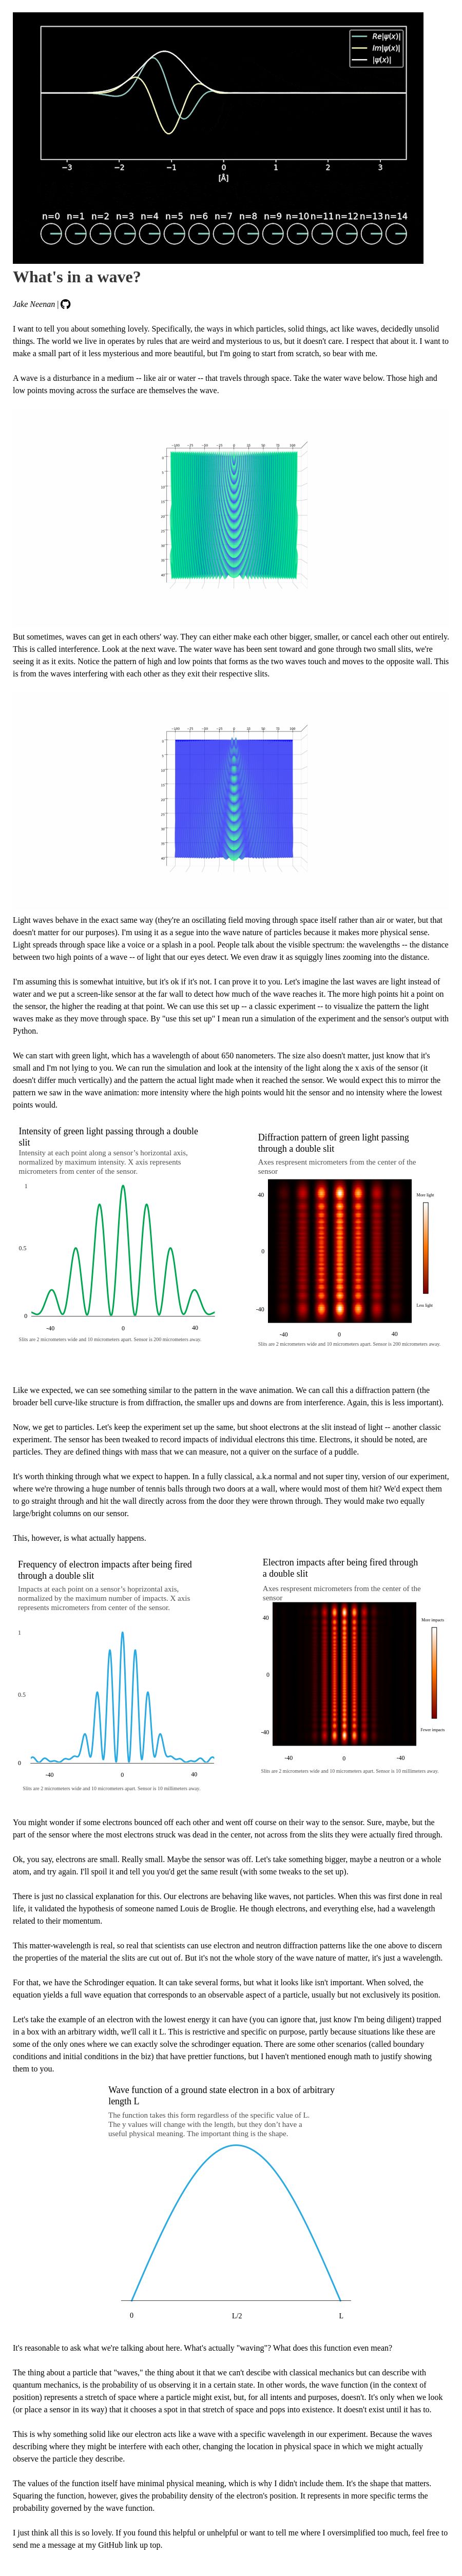 Re|ψ(x)|
Im|ψ(x)|
|ψ(x)|
−3 −2 −1 0 1 2 3
[Å]
n=0 n=1 n=2 n=3 n=4 n=5 n=6 n=7 n=8 n=9 n=10 n=11 n=12 n=13 n=14
What's in a wave?
Jake Neenan |
I want to tell you about something lovely. Specifically, the ways in which particles, solid things, act like waves, decidedly unsolid
things. The world we live in operates by rules that are weird and mysterious to us, but it doesn't care. I respect that about it. I want to
make a small part of it less mysterious and more beautiful, but I'm going to start from scratch, so bear with me.
A wave is a disturbance in a medium -- like air or water -- that travels through space. Take the water wave below. Those high and
low points moving across the surface are themselves the wave.
−100 −75 −50 −25 0 25 50 75 100
0
5
10
15
20
25
30
35
40
But sometimes, waves can get in each others' way. They can either make each other bigger, smaller, or cancel each other out entirely.
This is called interference. Look at the next wave. The water wave has been sent toward and gone through two small slits, we're
seeing it as it exits. Notice the pattern of high and low points that forms as the two waves touch and moves to the opposite wall. This
is from the waves interfering with each other as they exit their respective slits.
−100 −75 −50 −25 0 25 50 75 100
0
5
10
15
20
25
30
35
40
Light waves behave in the exact same way (they're an oscillating field moving through space itself rather than air or water, but that
doesn't matter for our purposes). I'm using it as a segue into the wave nature of particles because it makes more physical sense.
Light spreads through space like a voice or a splash in a pool. People talk about the visible spectrum: the wavelengths -- the distance
between two high points of a wave -- of light that our eyes detect. We even draw it as squiggly lines zooming into the distance.
I'm assuming this is somewhat intuitive, but it's ok if it's not. I can prove it to you. Let's imagine the last waves are light instead of
water and we put a screen-like sensor at the far wall to detect how much of the wave reaches it. The more high points hit a point on
the sensor, the higher the reading at that point. We can use this set up -- a classic experiment -- to visualize the pattern the light
waves make as they move through space. By "use this set up" I mean run a simulation of the experiment and the sensor's output with
Python.
We can start with green light, which has a wavelength of about 650 nanometers. The size also doesn't matter, just know that it's
small and I'm not lying to you. We can run the simulation and look at the intensity of the light along the x axis of the sensor (it
doesn't differ much vertically) and the pattern the actual light made when it reached the sensor. We would expect this to mirror the
pattern we saw in the wave animation: more intensity where the high points would hit the sensor and no intensity where the lowest
points would.
Intensity of green light passing through a double
slit
Intensity at each point along a sensor's horizontal axis,
normalized by maximum intensity. X axis represents
micrometers from center of the sensor.
1
0.5
0
-40 0 40
Slits are 2 micrometers wide and 10 micrometers apart. Sensor is 200 micrometers away.
Diffraction pattern of green light passing
through a double slit
Axes respresent micrometers from the center of the
sensor
40
0
-40
-40 0 40
More light
Less light
Slits are 2 micrometers wide and 10 micrometers apart. Sensor is 200 micrometers away.
Like we expected, we can see something similar to the pattern in the wave animation. We can call this a diffraction pattern (the
broader bell curve-like structure is from diffraction, the smaller ups and downs are from interference. Again, this is less important).
Now, we get to particles. Let's keep the experiment set up the same, but shoot electrons at the slit instead of light -- another classic
experiment. The sensor has been tweaked to record impacts of individual electrons this time. Electrons, it should be noted, are
particles. They are defined things with mass that we can measure, not a quiver on the surface of a puddle.
It's worth thinking through what we expect to happen. In a fully classical, a.k.a normal and not super tiny, version of our experiment,
where we're throwing a huge number of tennis balls through two doors at a wall, where would most of them hit? We'd expect them
to go straight through and hit the wall directly across from the door they were thrown through. They would make two equally
large/bright columns on our sensor.
This, however, is what actually happens.
Frequency of electron impacts after being fired
through a double slit
Impacts at each point on a sensor's hoprizontal axis,
normalized by the maximum number of impacts. X axis
represents micrometers from center of the sensor.
1
0.5
0
-40 0 40
Slits are 2 micrometers wide and 10 micrometers apart. Sensor is 10 millimeters away.
Electron impacts after being fired through
a double slit
Axes respresent micrometers from the center of the
sensor
40
0
-40
-40 0 -40
More impacts
Fewer impacts
Slits are 2 micrometers wide and 10 micrometers apart. Sensor is 10 millimeters away.
You might wonder if some electrons bounced off each other and went off course on their way to the sensor. Sure, maybe, but the
part of the sensor where the most electrons struck was dead in the center, not across from the slits they were actually fired through.
Ok, you say, electrons are small. Really small. Maybe the sensor was off. Let's take something bigger, maybe a neutron or a whole
atom, and try again. I'll spoil it and tell you you'd get the same result (with some tweaks to the set up).
There is just no classical explanation for this. Our electrons are behaving like waves, not particles. When this was first done in real
life, it validated the hypothesis of someone named Louis de Broglie. He though electrons, and everything else, had a wavelength
related to their momentum.
This matter-wavelength is real, so real that scientists can use electron and neutron diffraction patterns like the one above to discern
the properties of the material the slits are cut out of. But it's not the whole story of the wave nature of matter, it's just a wavelength.
For that, we have the Schrodinger equation. It can take several forms, but what it looks like isn't important. When solved, the
equation yields a full wave equation that corresponds to an observable aspect of a particle, usually but not exclusively its position.
Let's take the example of an electron with the lowest energy it can have (you can ignore that, just know I'm being diligent) trapped
in a box with an arbitrary width, we'll call it L. This is restrictive and specific on purpose, partly because situations like these are
some of the only ones where we can exactly solve the schrodinger equation. There are some other scenarios (called boundary
conditions and initial conditions in the biz) that have prettier functions, but I haven't mentioned enough math to justify showing
them to you.
Wave function of a ground state electron in a box of arbitrary
length L
The function takes this form regardless of the specific value of L.
The y values will change with the length, but they don't have a
useful physical meaning. The important thing is the shape.
0 L/2 L
It's reasonable to ask what we're talking about here. What's actually "waving"? What does this function even mean?
The thing about a particle that "waves," the thing about it that we can't descibe with classical mechanics but can describe with
quantum mechanics, is the probability of us observing it in a certain state. In other words, the wave function (in the context of
position) represents a stretch of space where a particle might exist, but, for all intents and purposes, doesn't. It's only when we look
(or place a sensor in its way) that it chooses a spot in that stretch of space and pops into existence. It doesn't exist until it has to.
This is why something solid like our electron acts like a wave with a specific wavelength in our experiment. Because the waves
describing where they might be interfere with each other, changing the location in physical space in which we might actually
observe the particle they describe.
The values of the function itself have minimal physical meaning, which is why I didn't include them. It's the shape that matters.
Squaring the function, however, gives the probability density of the electron's position. It represents in more specific terms the
probability governed by the wave function.
I just think all this is so lovely. If you found this helpful or unhelpful or want to tell me where I oversimplified too much, feel free to
send me a message at my GitHub link up top.